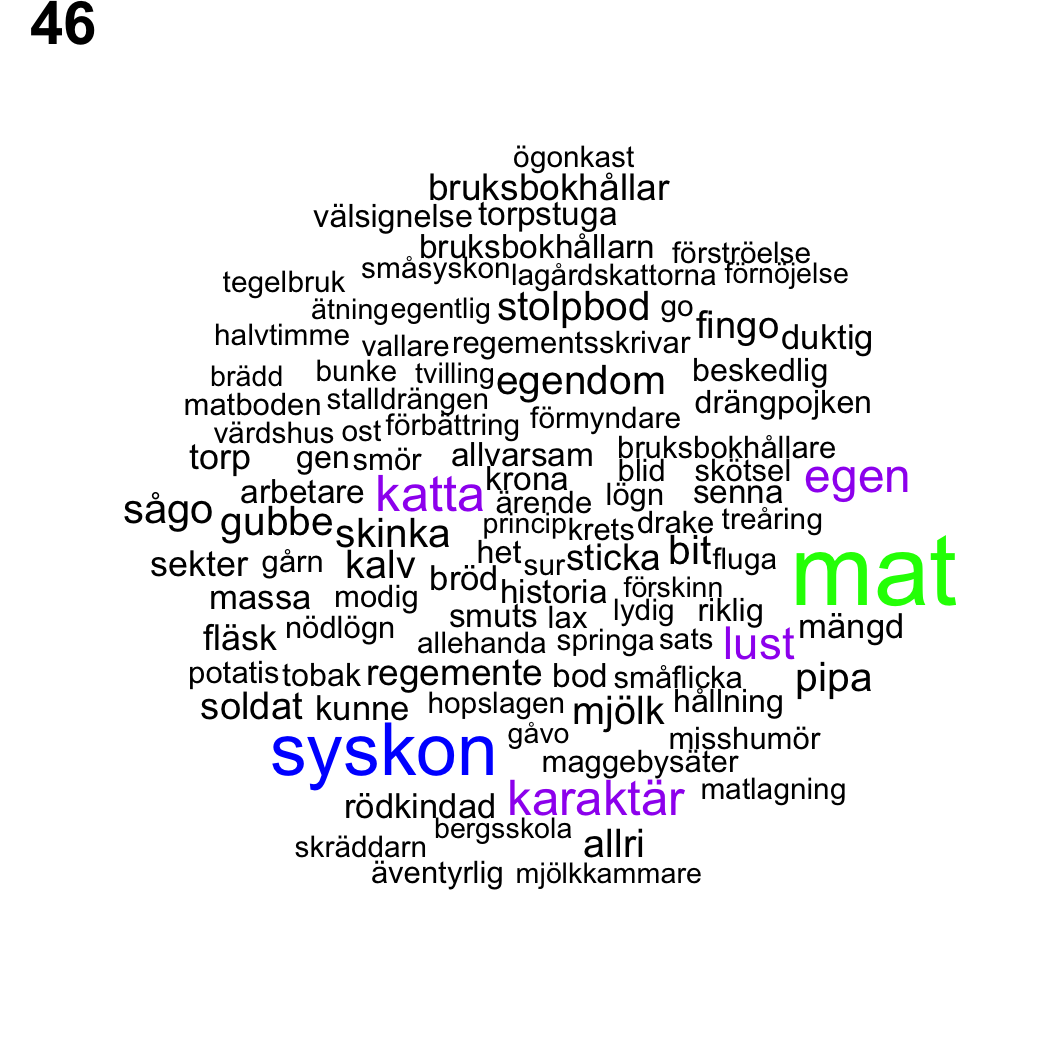 46
ögonkast
bruksbokhållar
välsignelse torpstuga
bruksbokhållarn förströelse
småsyskon lagårdskattorna förnöjelse
tegelbruk
ätning egentlig stolpbod go
fingo duktig
halvtimme vallare regementsskrivar
brädd bunke tvilling egendom beskedlig
matboden stalldrängen drängpojken
värdshus ost förbättring förmyndare
torp gen smör allvarsam bruksbokhållare
krona blid skötsel egen
arbetare katta ärende lögn senna
sågo gubbe skinka princip krets drake treåring
sekter gårn kalv het sur sticka bit fluga mat
massa modig bröd historia förskinn
smuts lax lydig riklig mängd
fläsk nödlögn allehanda springa sats lust
potatis tobak regemente bod småflicka pipa
soldat kunne hopslagen mjölk hållning
syskon gåvo misshumör
maggebysäter
rödkindad karaktär matlagning
bergsskola
skräddarn allri
äventyrlig mjölkkammare